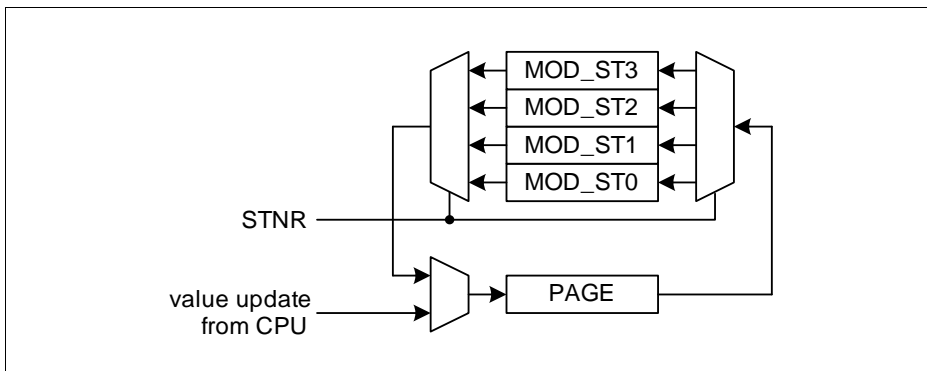 MOD_ST3
MOD_ST2
MOD_ST1
MOD_ST0
STNR
PAGE
value update
from CPU